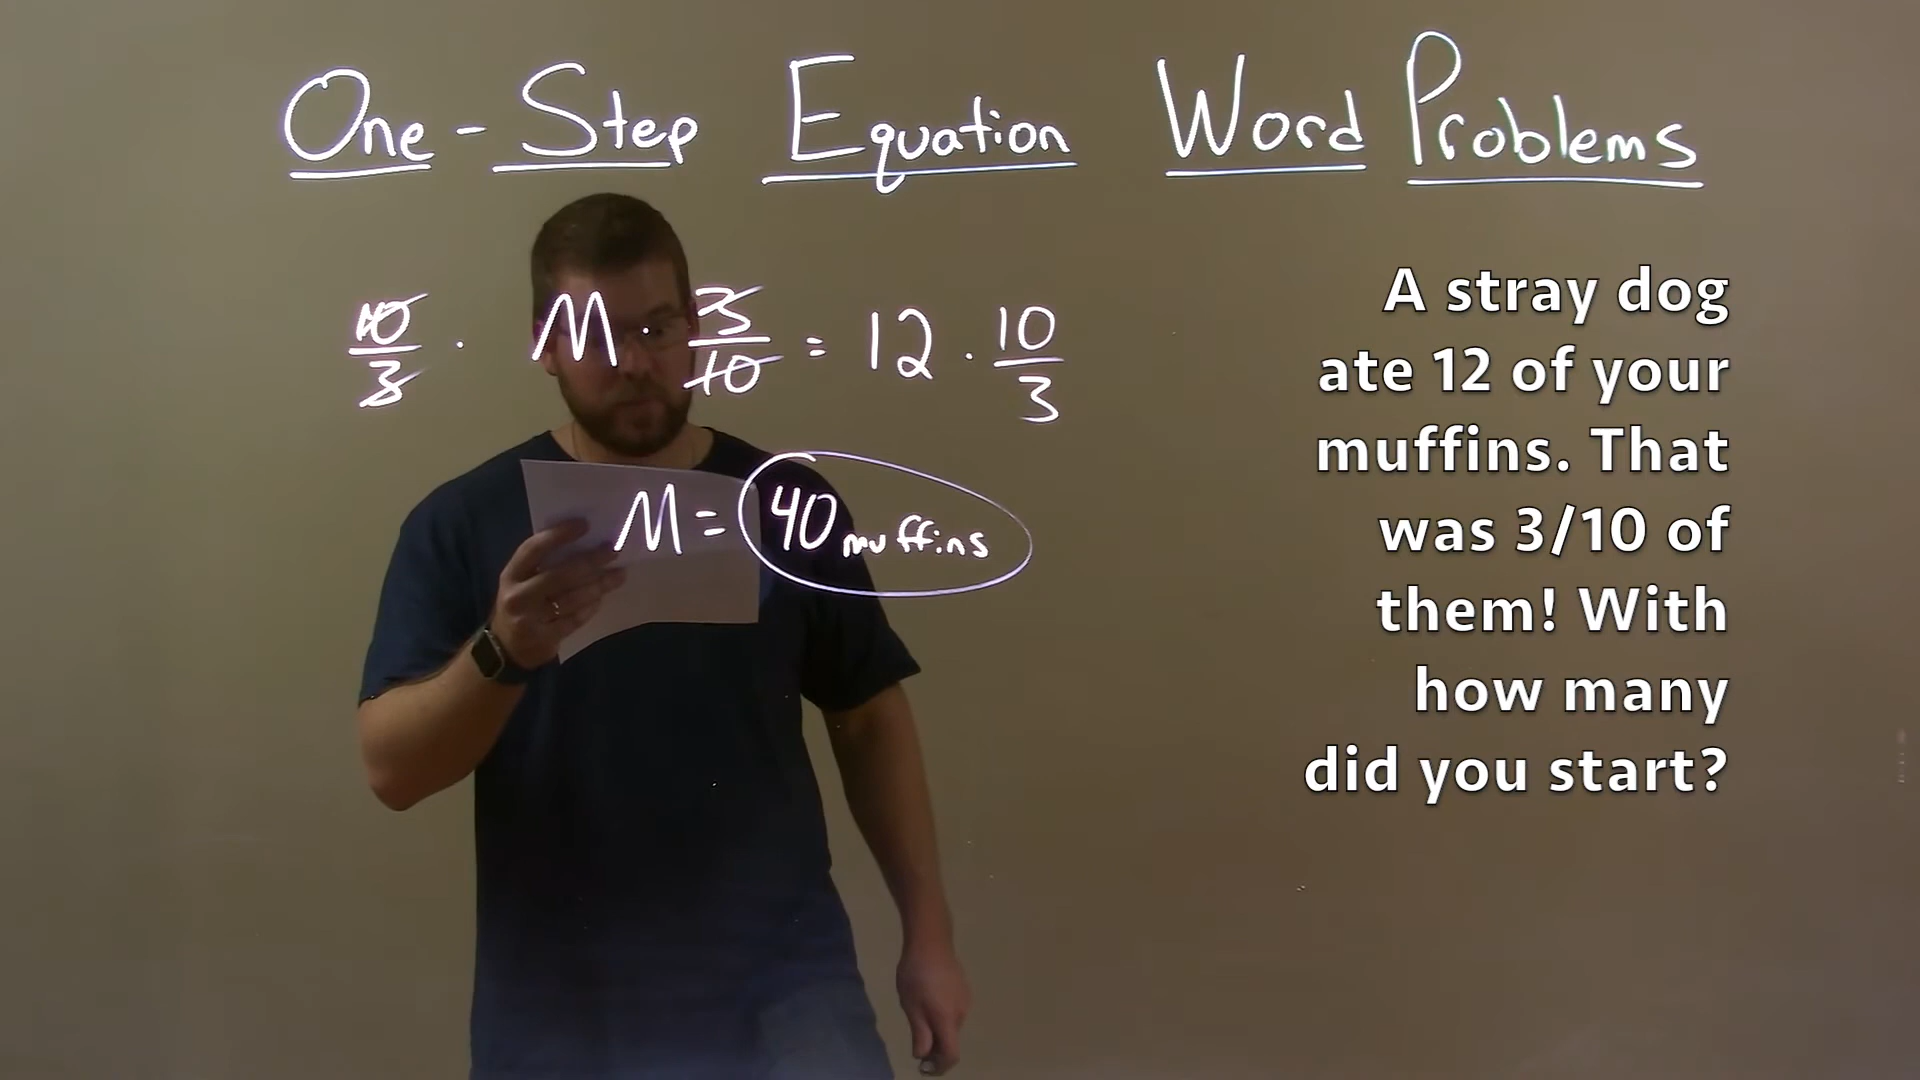 One-Step Equation Word Problems
10/3 · M · 3/10 = 12 · 10/3
M = 40 muffins
A stray dog
ate 12 of your
muffins. That
was 3/10 of
them! With
how many
did you start?